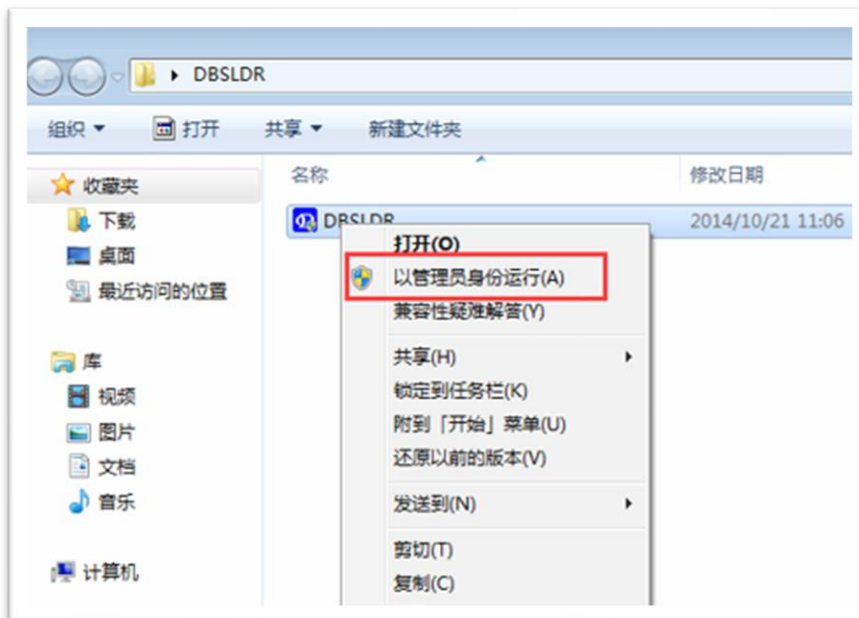 DBSLDR
组织 打开 共享 新建文件夹
名称 修改日期
收藏夹
下载
桌面
最近访问的位置
库
视频
图片
文档
音乐
计算机
DBSLDR 2014/10/21 11:06
打开(O)
以管理员身份运行(A)
兼容性疑难解答(Y)
共享(H)
锁定到任务栏(K)
附到「开始」菜单(U)
还原以前的版本(V)
发送到(N)
剪切(T)
复制(C)